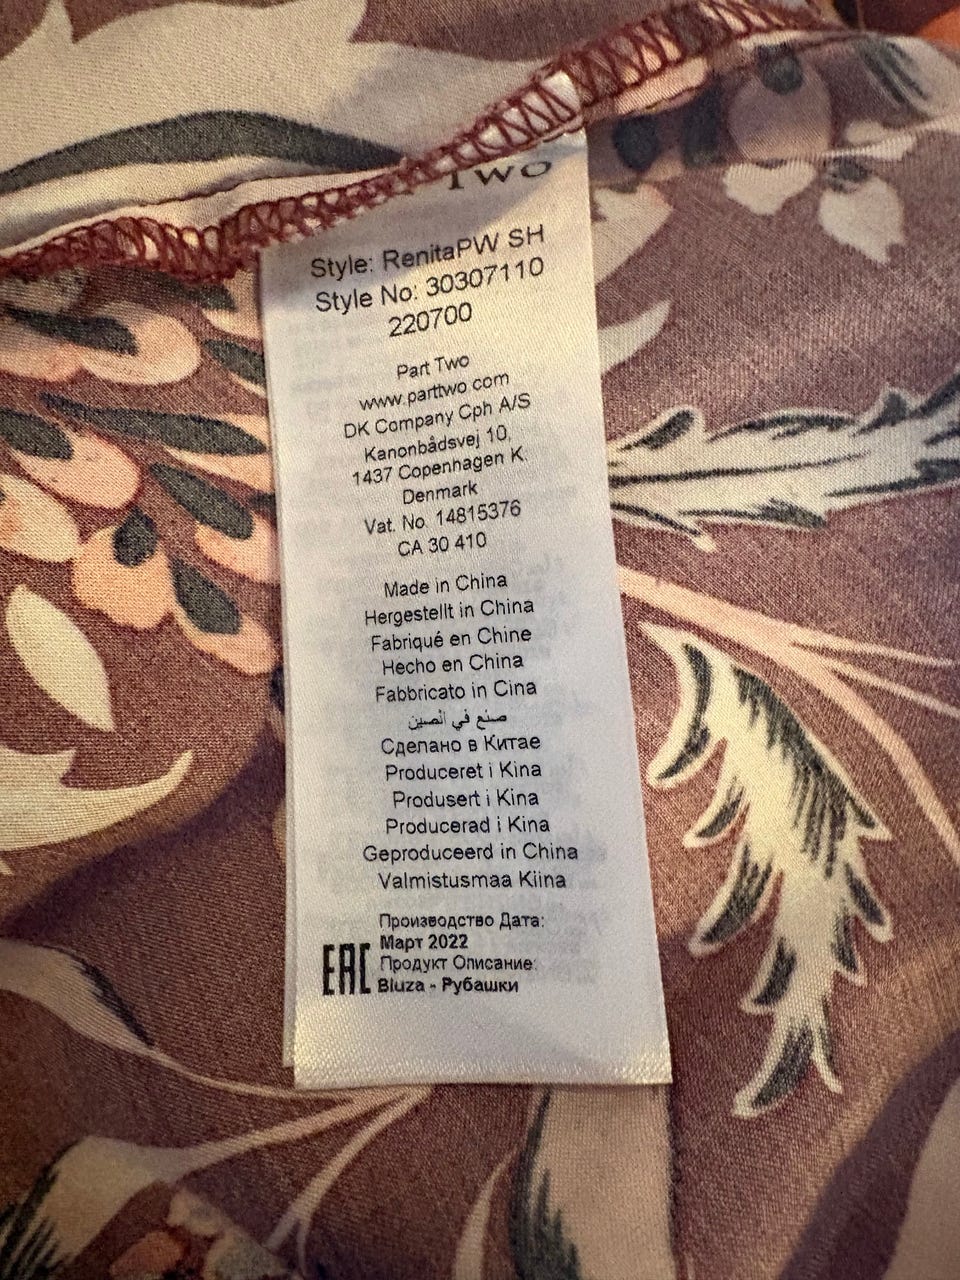 Two
Style: RenitaPW SH
Style No: 30307110
220700
Part Two
www.parttwo.com
DK Company Cph A/S
Kanonbådsvej 10,
1437 Copenhagen K.
Denmark
Vat. No. 14815376
CA 30 410
Made in China
Hergestellt in China
Fabriqué en Chine
Hecho en China
Fabbricato in Cina
صنع في الصين
Сделано в Китае
Produceret i Kina
Produsert i Kina
Producerad i Kina
Geproduceerd in China
Valmistusmaa Kiina
Производство Дата:
Март 2022
Продукт Описание:
EAC Bluza - Рубашки